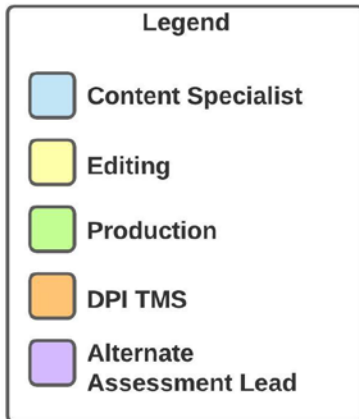 Legend
Content Specialist
Editing
Production
DPI TMS
Alternate
Assessment Lead